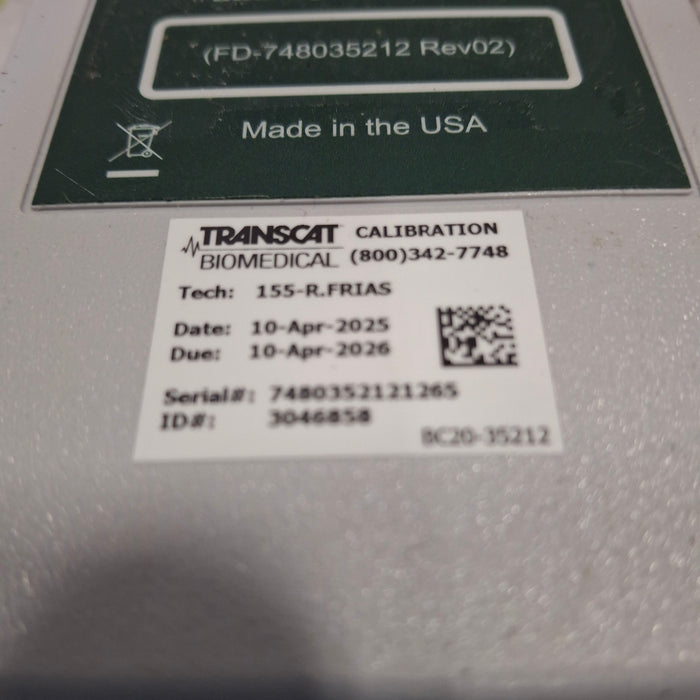 (FD-748035212 Rev02)
Made in the USA
TRANSCAT CALIBRATION
BIOMEDICAL (800)342-7748
Tech: 155-R.FRIAS
Date: 10-Apr-2025
Due: 10-Apr-2026
Serial#: 7480352121265
ID#: 3046858
BC20-35212